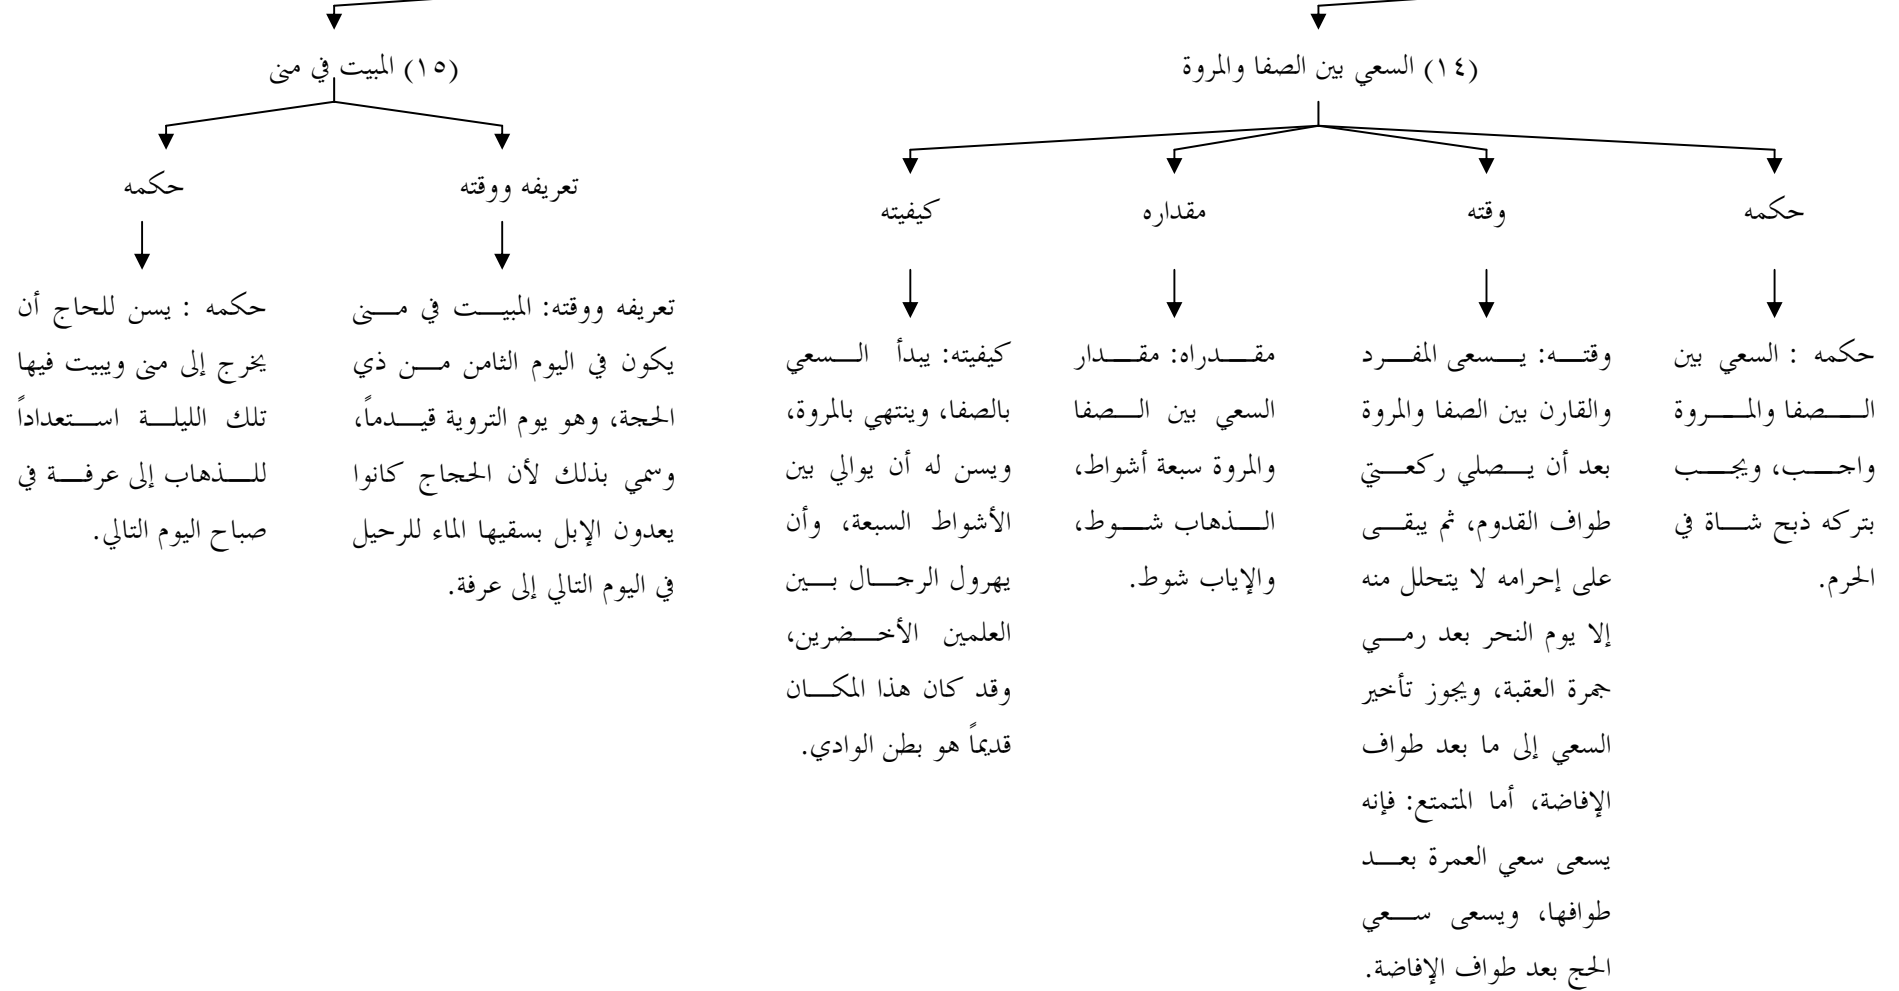 (١٤) السعي بين الصفا والمروة
حكمه
حكمه : السعي بين
الصفا والمروة
واجب، ويجب
بتركه ذبح شاة في
الحرم.
وقته
وقته: يسعى المفرد
والقارن بين الصفا والمروة
بعد أن يصلي ركعتي
طواف القدوم، ثم يبقى
على إحرامه لا يتحلل منه
إلا يوم النحر بعد رمي
جمرة العقبة، ويجوز تأخير
السعي إلى ما بعد طواف
الإفاضة، أما المتمتع: فإنه
يسعى سعي العمرة بعد
طوافها، ويسعى سعي
الحج بعد طواف الإفاضة.
مقداره
مقدراه: مقدار
السعي بين الصفا
والمروة سبعة أشواط،
الذهاب شوط،
والإياب شوط.
كيفيته
كيفيته: يبدأ السعي
بالصفا، وينتهي بالمروة،
ويسن له أن يوالي بين
الأشواط السبعة، وأن
يهرول الرجال بين
العلمين الأخضرين،
وقد كان هذا المكان
قديماً هو بطن الوادي.
(١٥) المبيت في منى
تعريفه ووقته
تعريفه ووقته: المبيت في منى
يكون في اليوم الثامن من ذي
الحجة، وهو يوم التروية قيدماً،
وسمي بذلك لأن الحجاج كانوا
يعدون الإبل بسقيها الماء للرحيل
في اليوم التالي إلى عرفة.
حكمه
حكمه : يسن للحاج أن
يخرج إلى منى ويبيت فيها
تلك الليلة استعداداً
للذهاب إلى عرفة في
صباح اليوم التالي.